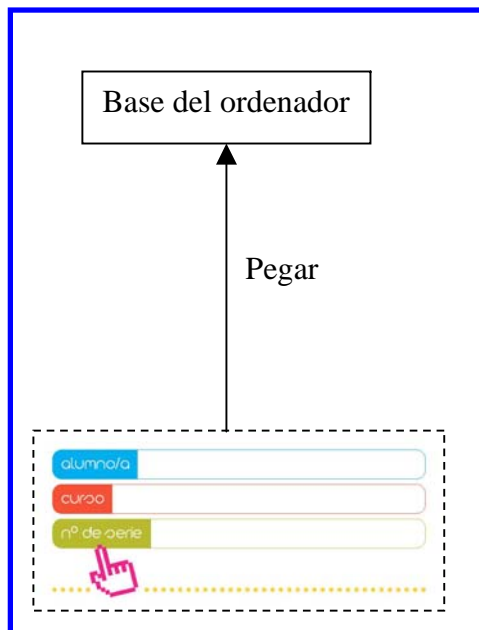 Base del ordenador
Pegar
alumno/a
curso
nº de serie